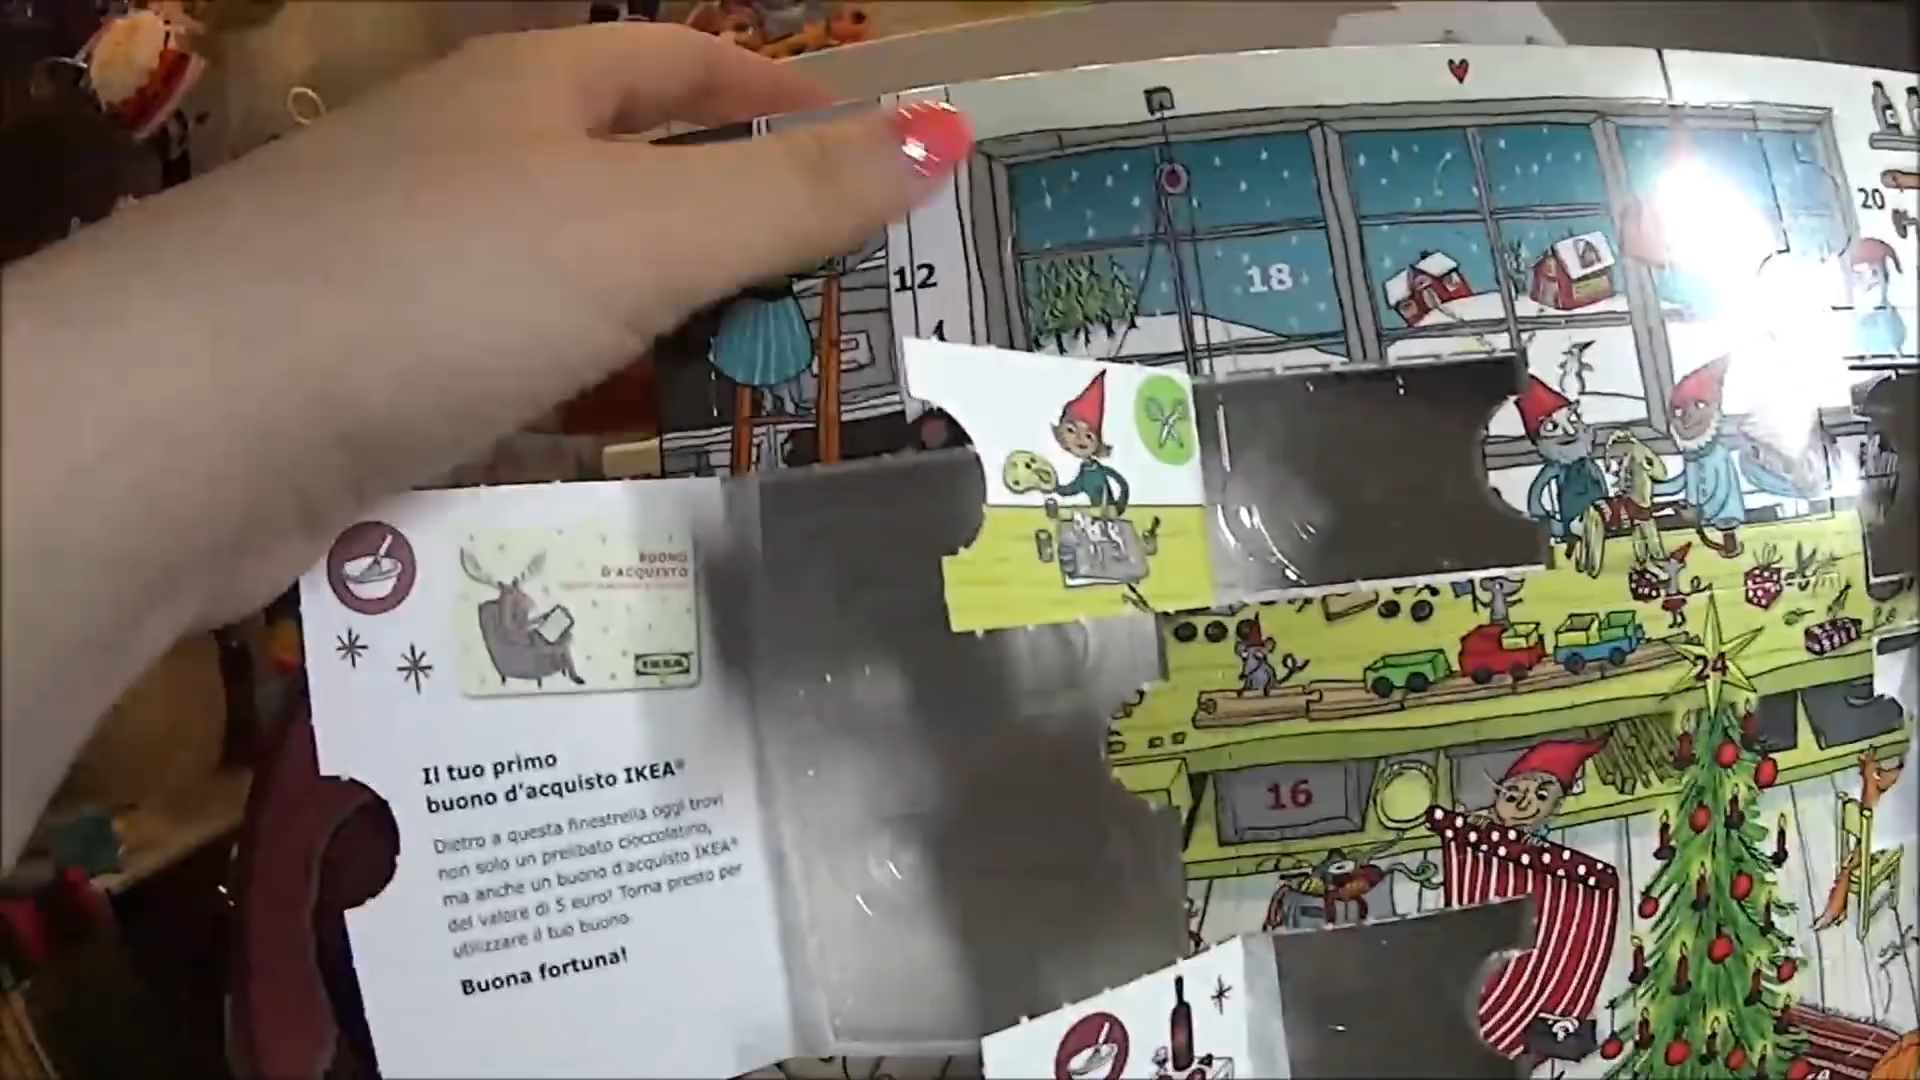 12
18
20
BUONO
D'ACQUISTO
IKEA
24
16
Il tuo primo
buono d'acquisto IKEA®
Dietro a questa finestrella oggi trovi
non solo un prelibato cioccolatino,
ma anche un buono d'acquisto IKEA®
del valore di 5 euro! Torna presto per
utilizzare il tuo buono.
Buona fortuna!